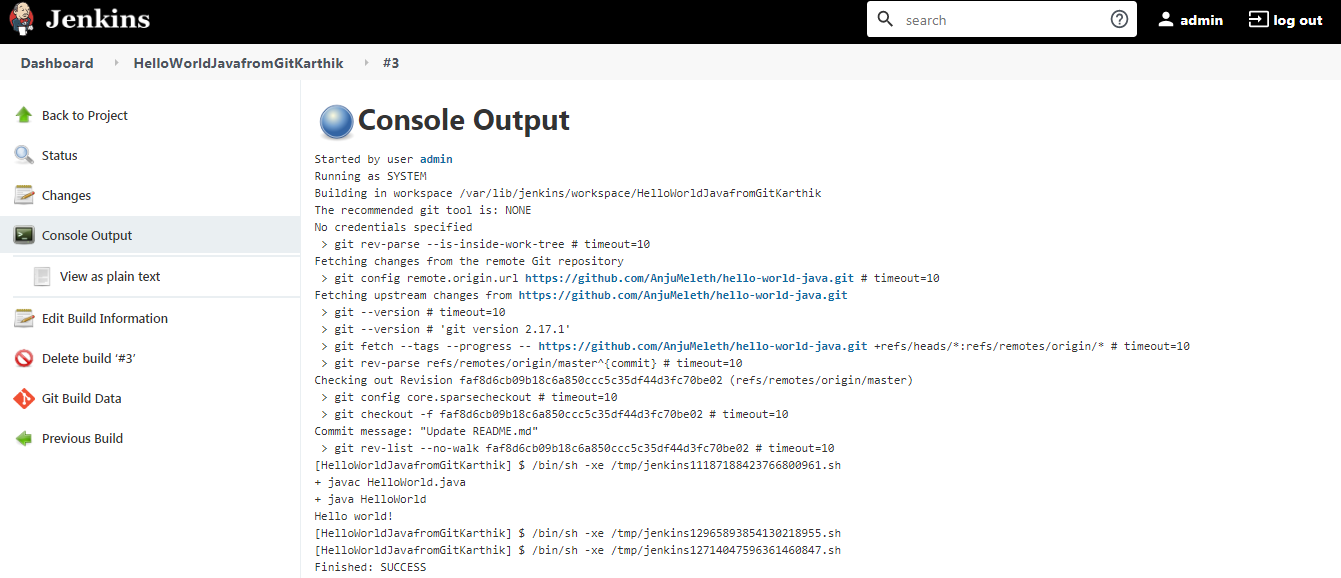 Jenkins
search
admin
log out
Dashboard
HelloWorldJavafromGitKarthik
#3
Back to Project
Status
Changes
Console Output
View as plain text
Edit Build Information
Delete build ‘#3’
Git Build Data
Previous Build
Console Output
Started by user admin
Running as SYSTEM
Building in workspace /var/lib/jenkins/workspace/HelloWorldJavafromGitKarthik
The recommended git tool is: NONE
No credentials specified
> git rev-parse --is-inside-work-tree # timeout=10
Fetching changes from the remote Git repository
> git config remote.origin.url https://github.com/AnjuMeleth/hello-world-java.git # timeout=10
Fetching upstream changes from https://github.com/AnjuMeleth/hello-world-java.git
> git --version # timeout=10
> git --version # 'git version 2.17.1'
> git fetch --tags --progress -- https://github.com/AnjuMeleth/hello-world-java.git +refs/heads/*:refs/remotes/origin/* # timeout=10
> git rev-parse refs/remotes/origin/master^{commit} # timeout=10
Checking out Revision faf8d6cb09b18c6a850ccc5c35df44d3fc70be02 (refs/remotes/origin/master)
> git config core.sparsecheckout # timeout=10
> git checkout -f faf8d6cb09b18c6a850ccc5c35df44d3fc70be02 # timeout=10
Commit message: "Update README.md"
> git rev-list --no-walk faf8d6cb09b18c6a850ccc5c35df44d3fc70be02 # timeout=10
[HelloWorldJavafromGitKarthik] $ /bin/sh -xe /tmp/jenkins11187188423766800961.sh
+ javac HelloWorld.java
+ java HelloWorld
Hello world!
[HelloWorldJavafromGitKarthik] $ /bin/sh -xe /tmp/jenkins12965893854130218955.sh
[HelloWorldJavafromGitKarthik] $ /bin/sh -xe /tmp/jenkins12714047596361460847.sh
Finished: SUCCESS